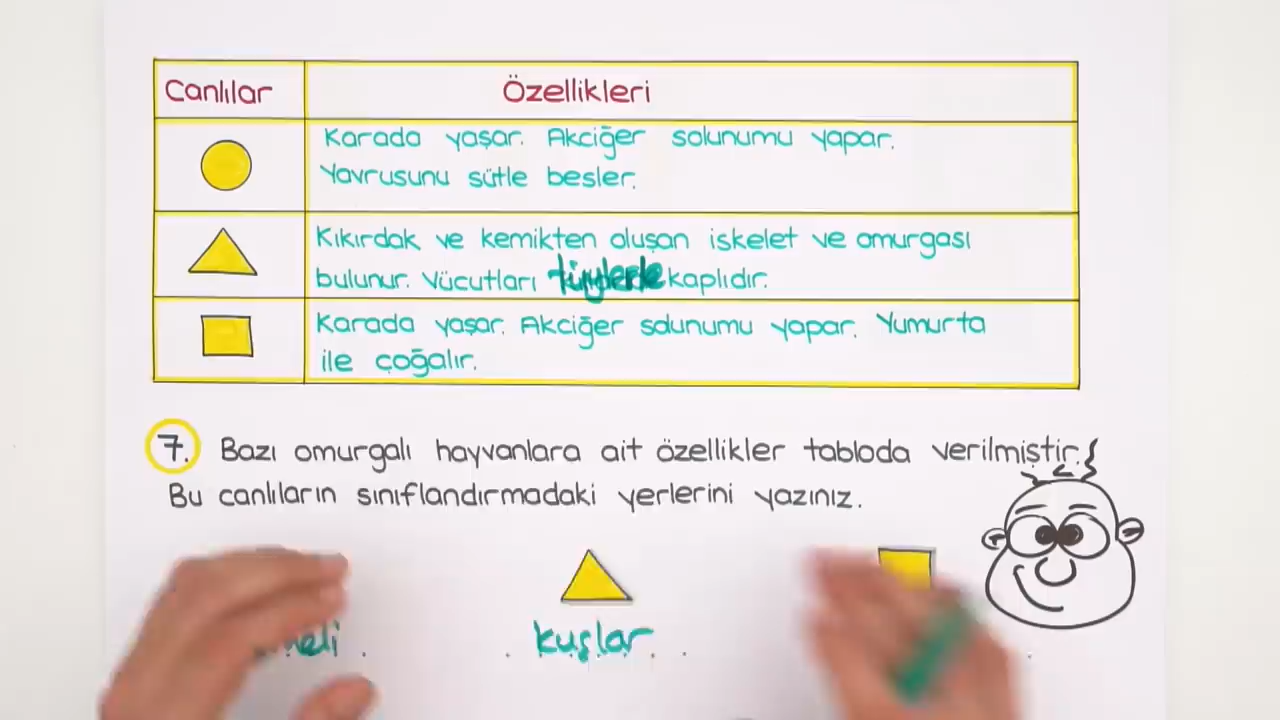 Canlılar
Özellikleri
Karada yaşar. Akciğer solunumu yapar.
Yavrusunu sütle besler.
Kıkırdak ve kemikten oluşan iskelet ve omurgası
bulunur. Vücutları tüylerle kaplıdır.
Karada yaşar. Akciğer solunumu yapar. Yumurta
ile çoğalır.
7. Bazı omurgalı hayvanlara ait özellikler tabloda verilmiştir.
Bu canlıların sınıflandırmadaki yerlerini yazınız.
kuşlar